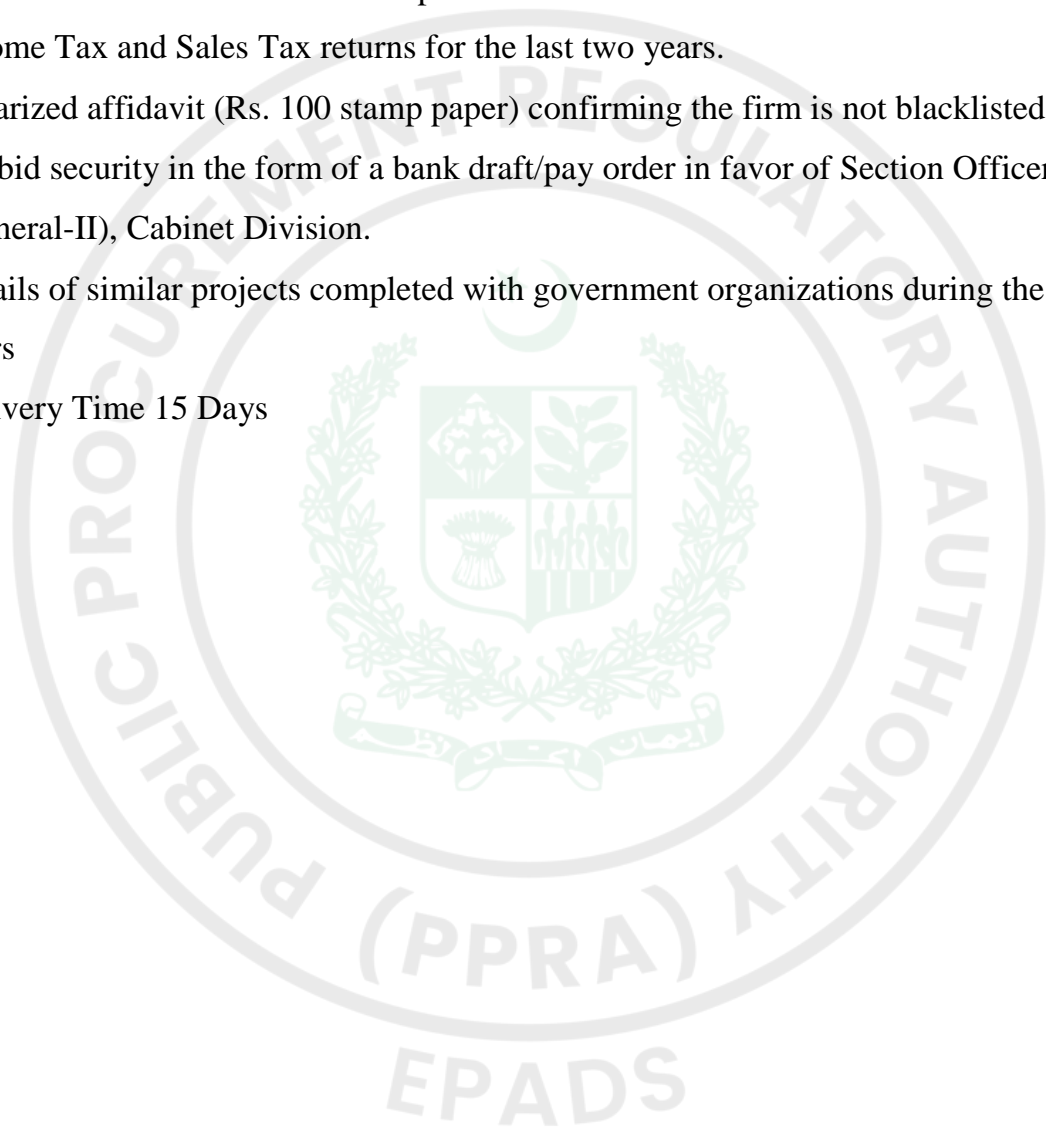 ome Tax and Sales Tax returns for the last two years.
arized affidavit (Rs. 100 stamp paper) confirming the firm is not blacklisted
bid security in the form of a bank draft/pay order in favor of Section Officer
neral-II), Cabinet Division.
ails of similar projects completed with government organizations during the
rs
very Time 15 Days
PUBLIC PROCUREMENT REGULATORY AUTHORITY
(PPRA)
EPADS